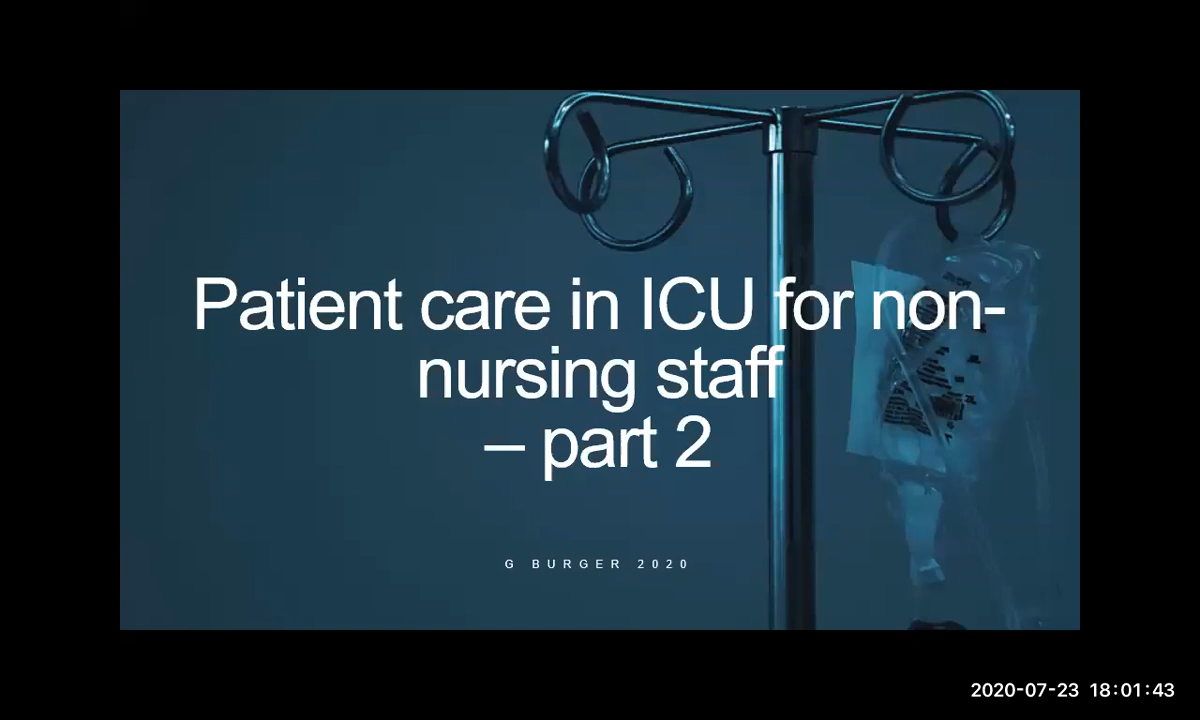 Patient care in ICU for non-
nursing staff
– part 2
G BURGER 2020
2020-07-23 18:01:43